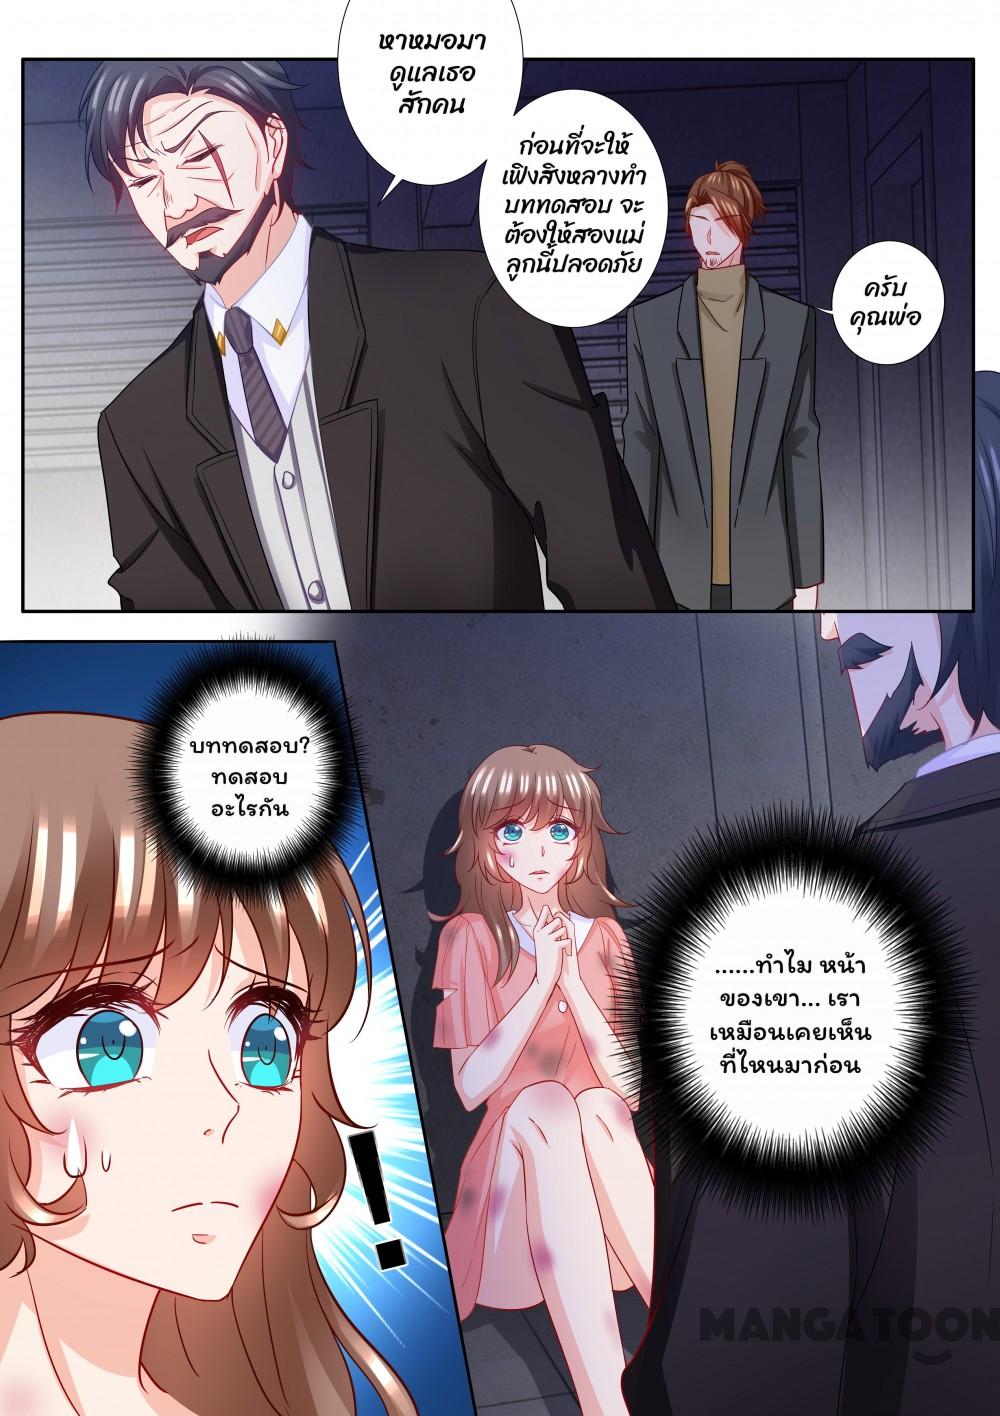 หาหมอมา
ดูแลเธอ
สักคน
ก่อนที่จะให้
เฟิงสิงหลางทำ
บททดสอบ จะ
ต้องให้สองแม่
ลูกนี้ปลอดภัย
ครับ
คุณพ่อ
บททดสอบ?
ทดสอบ
อะไรกัน
!
......ทำไม หน้า
ของเขา... เรา
เหมือนเคยเห็น
ที่ไหนมาก่อน
MANGATOON